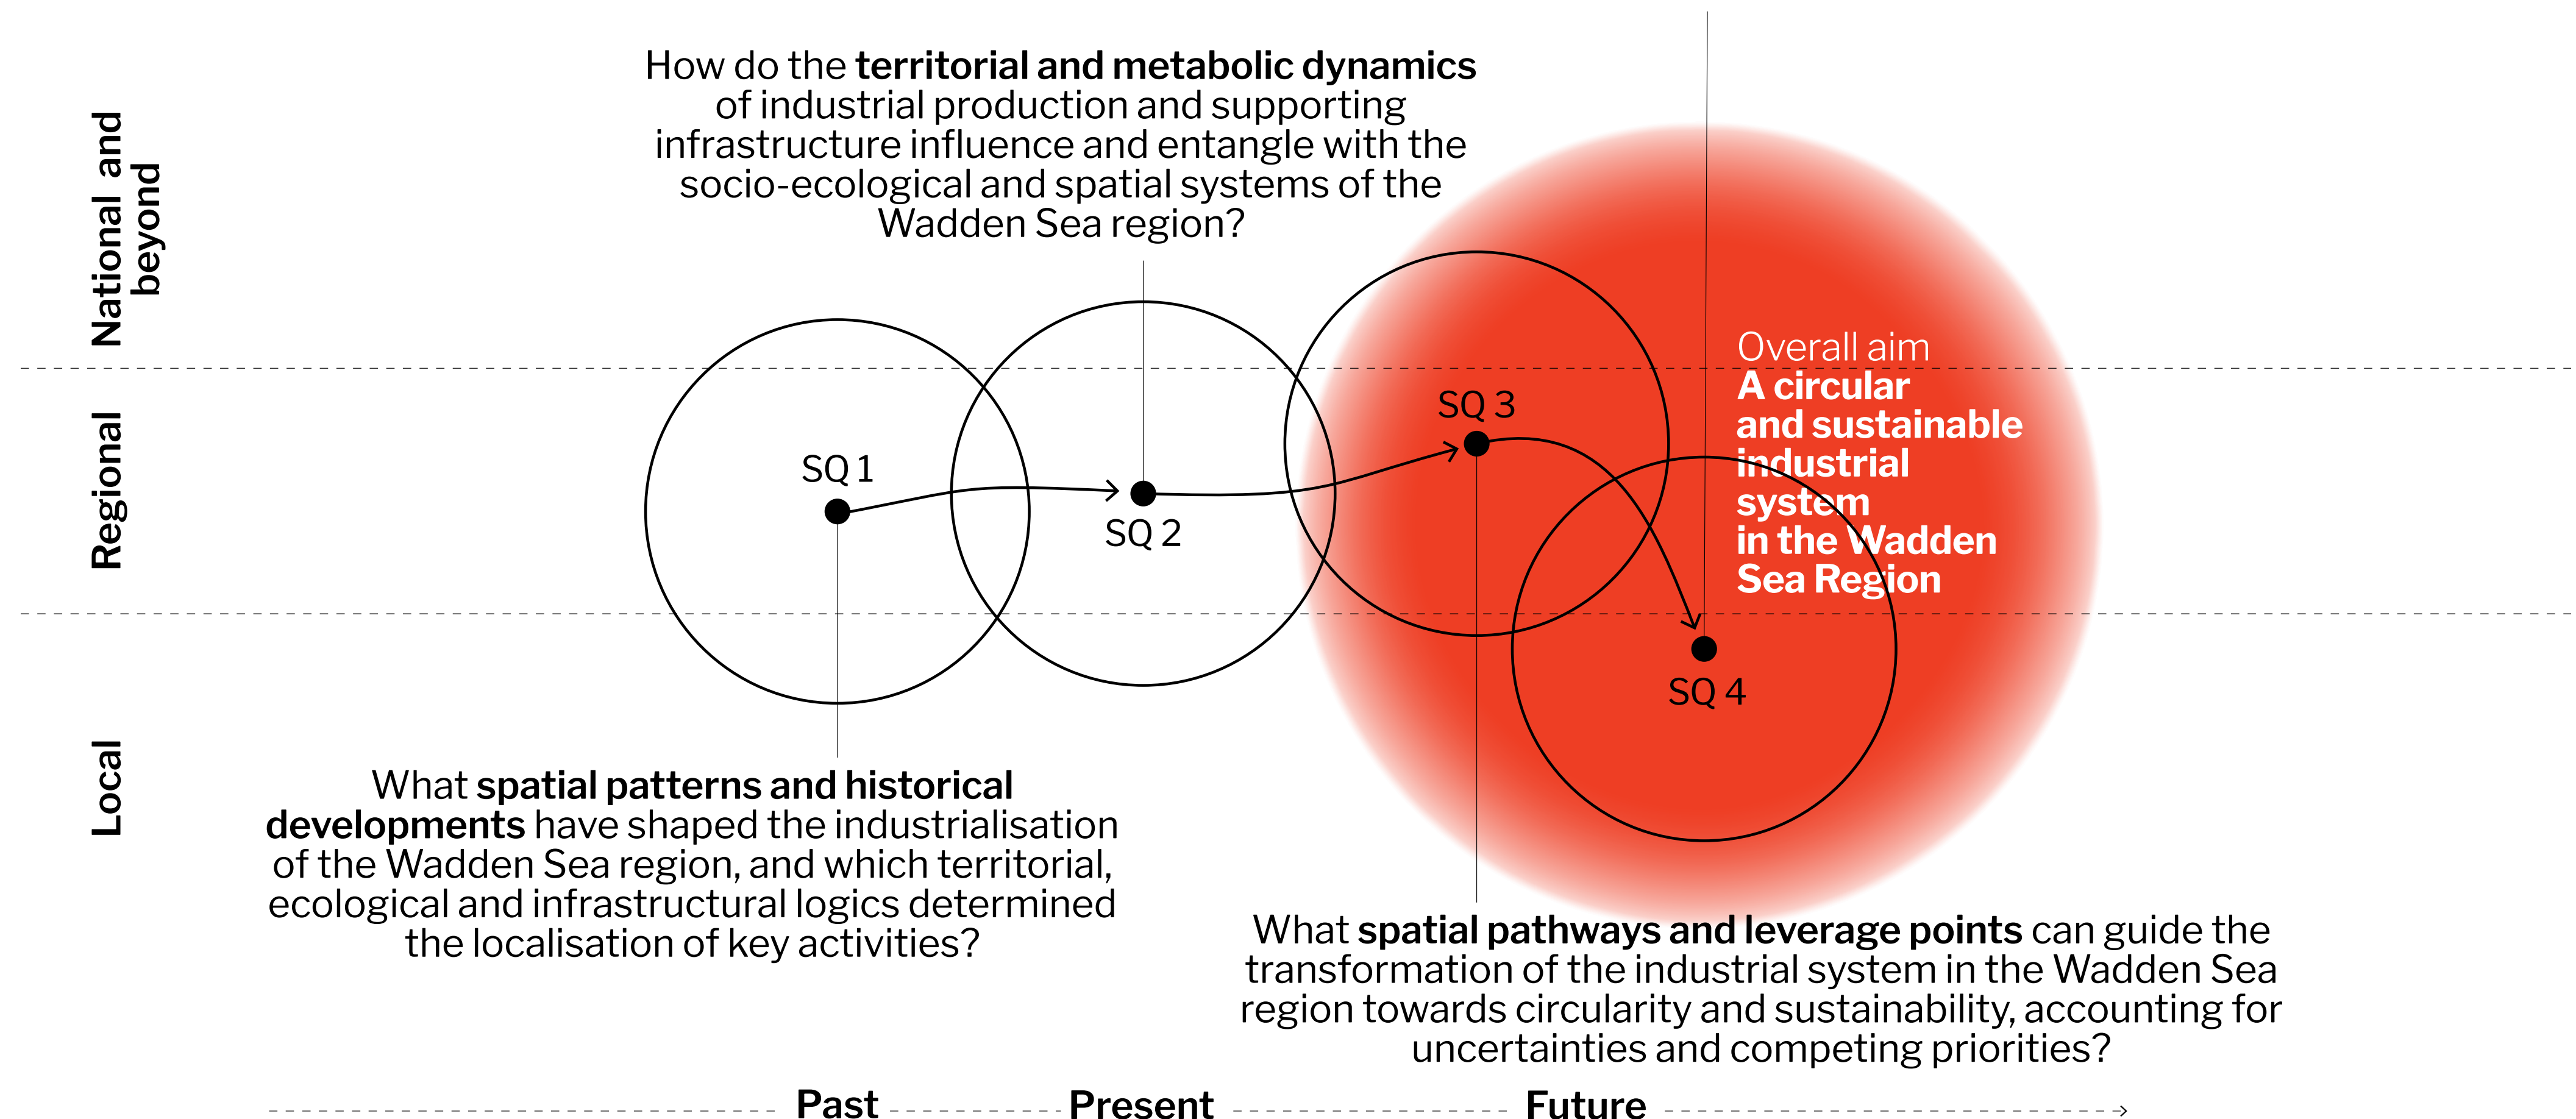 National and
beyond
Regional
Local
How do the territorial and metabolic dynamics
of industrial production and supporting
infrastructure influence and entangle with the
socio-ecological and spatial systems of the
Wadden Sea region?
SQ 1
SQ 2
SQ 3
SQ 4
Overall aim
A circular
and sustainable
industrial
system
in the Wadden
Sea Region
What spatial patterns and historical
developments have shaped the industrialisation
of the Wadden Sea region, and which territorial,
ecological and infrastructural logics determined
the localisation of key activities?
What spatial pathways and leverage points can guide the
transformation of the industrial system in the Wadden Sea
region towards circularity and sustainability, accounting for
uncertainties and competing priorities?
Past
Present
Future